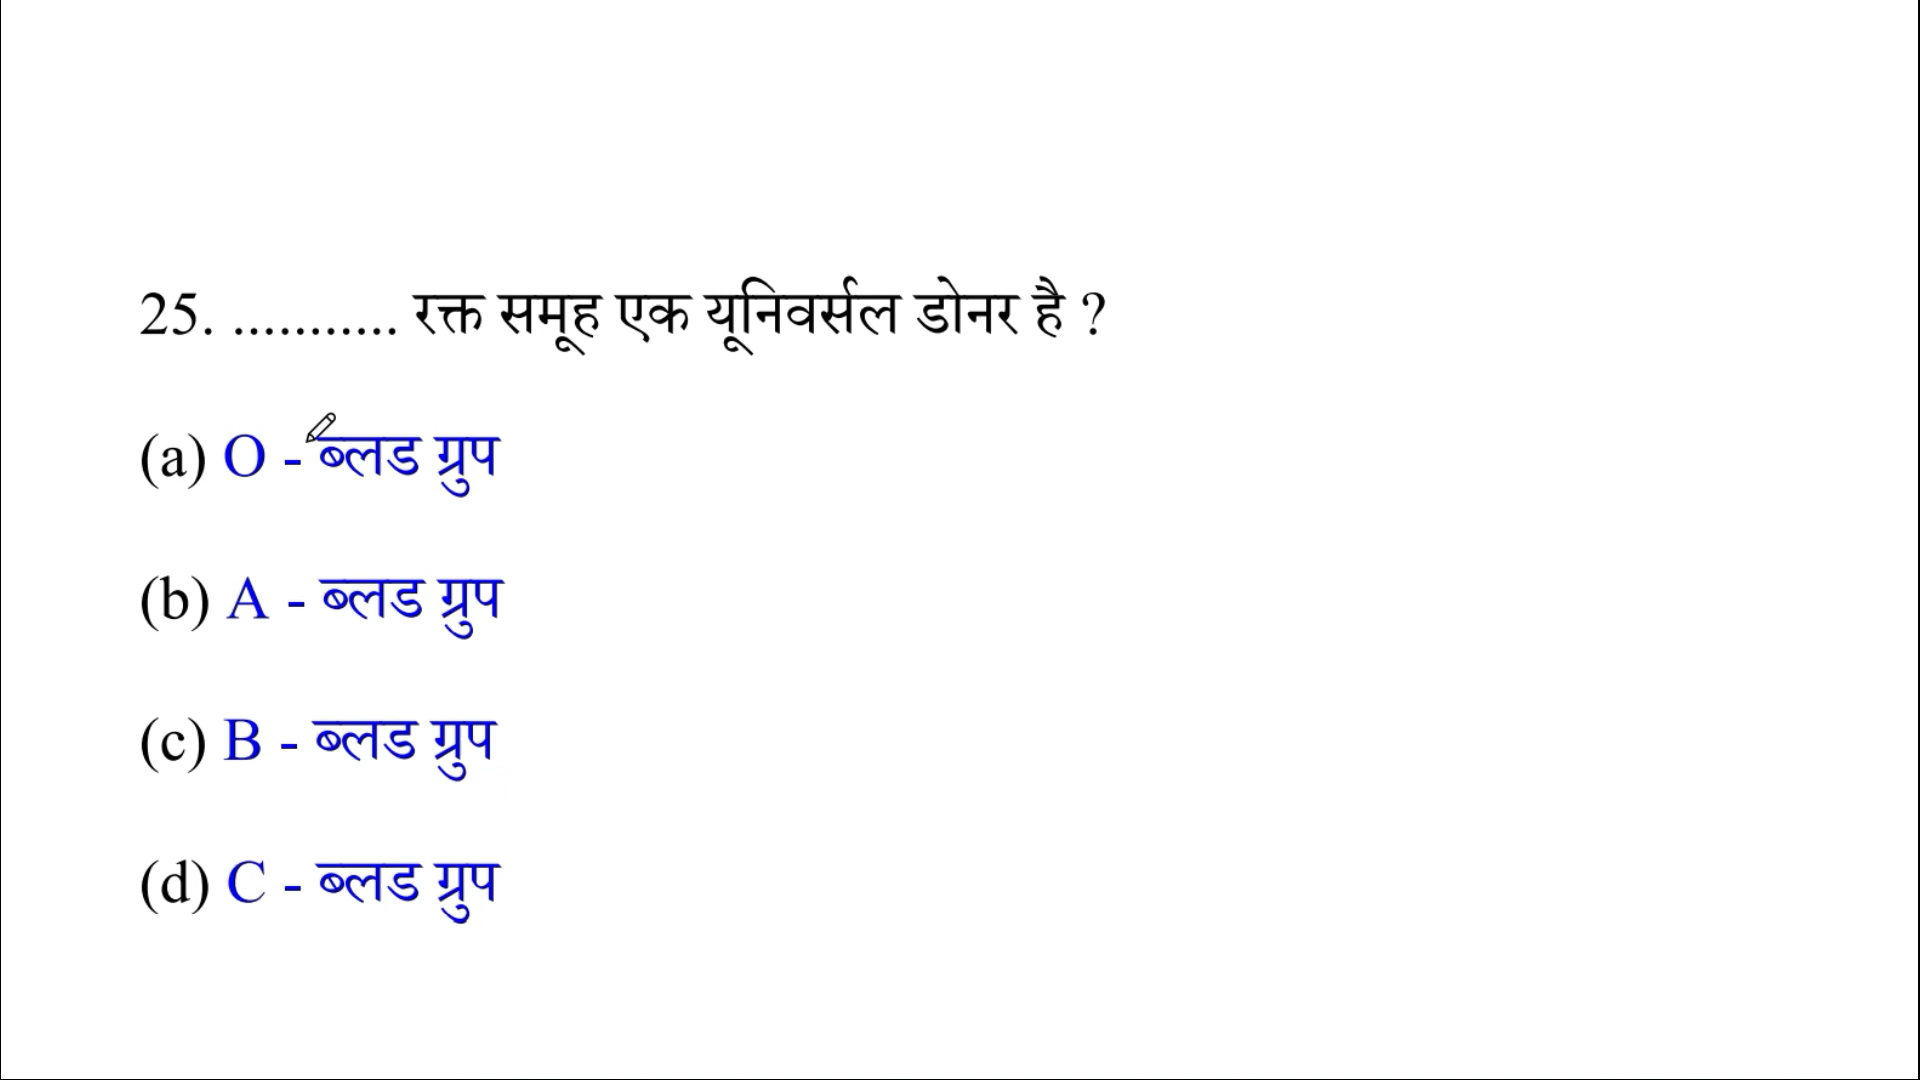 25. ........... रक्त समूह एक यूनिवर्सल डोनर है ?
(a) O - ब्लड ग्रुप
(b) A - ब्लड ग्रुप
(c) B - ब्लड ग्रुप
(d) C - ब्लड ग्रुप